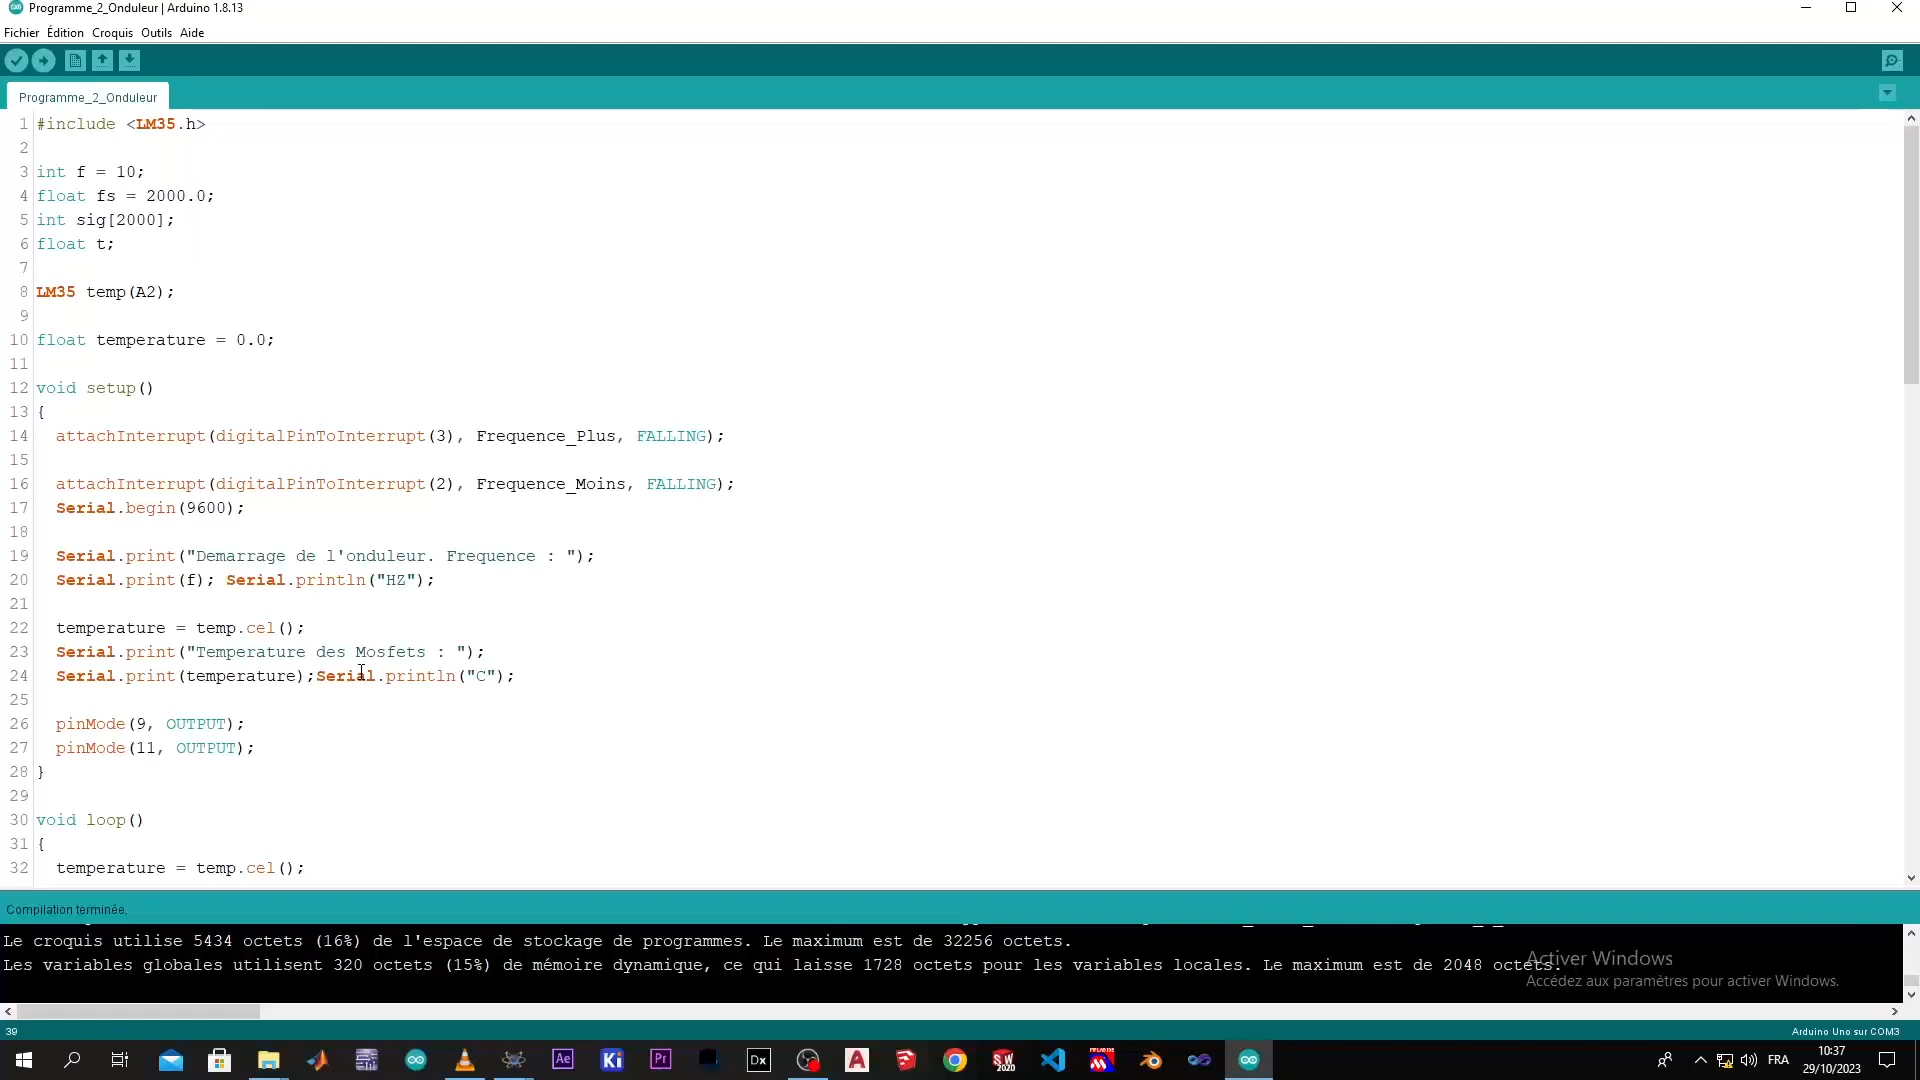 Programme_2_Onduleur | Arduino 1.8.13
Fichier Édition Croquis Outils Aide
Programme_2_Onduleur
1 #include <LM35.h>
2
3 int f = 10;
4 float fs = 2000.0;
5 int sig[2000];
6 float t;
7
8 LM35 temp(A2);
9
10 float temperature = 0.0;
11
12 void setup()
13 {
14 attachInterrupt(digitalPinToInterrupt(3), Frequence_Plus, FALLING);
15
16 attachInterrupt(digitalPinToInterrupt(2), Frequence_Moins, FALLING);
17 Serial.begin(9600);
18
19 Serial.print("Demarrage de l'onduleur. Frequence : ");
20 Serial.print(f); Serial.println("HZ");
21
22 temperature = temp.cel();
23 Serial.print("Temperature des Mosfets : ");
24 Serial.print(temperature);Serial.println("C");
25
26 pinMode(9, OUTPUT);
27 pinMode(11, OUTPUT);
28 }
29
30 void loop()
31 {
32 temperature = temp.cel();
Compilation terminée.
Le croquis utilise 5434 octets (16%) de l'espace de stockage de programmes. Le maximum est de 32256 octets.
Les variables globales utilisent 320 octets (15%) de mémoire dynamique, ce qui laisse 1728 octets pour les variables locales. Le maximum est de 2048 octets.
Activer Windows
Accédez aux paramètres pour activer Windows.
39
Arduino Uno sur COM3
Ae
Ki
Pr
Dx
A
SW
2020
FRA
10:37
29/10/2023